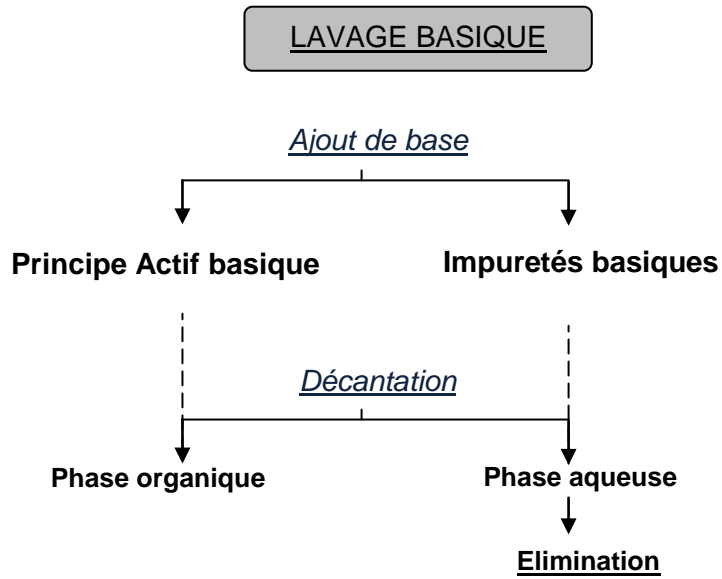 LAVAGE BASIQUE
Ajout de base
Principe Actif basique
Impuretés basiques
Décantation
Phase organique
Phase aqueuse
Elimination